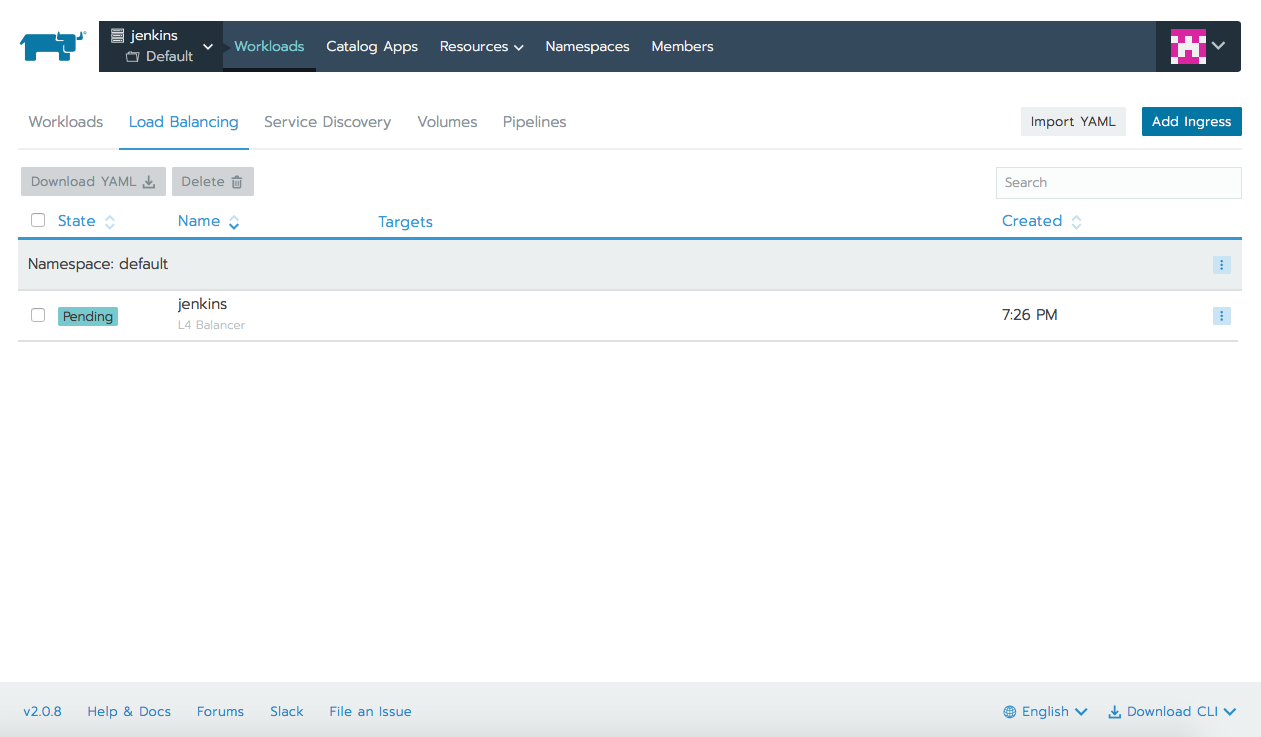 jenkins
Default
Workloads Catalog Apps Resources Namespaces Members
Workloads Load Balancing Service Discovery Volumes Pipelines Import YAML Add Ingress
Download YAML Delete Search
State Name Targets Created
Namespace: default
Pending jenkins 7:26 PM
L4 Balancer
v2.0.8 Help & Docs Forums Slack File an Issue English Download CLI